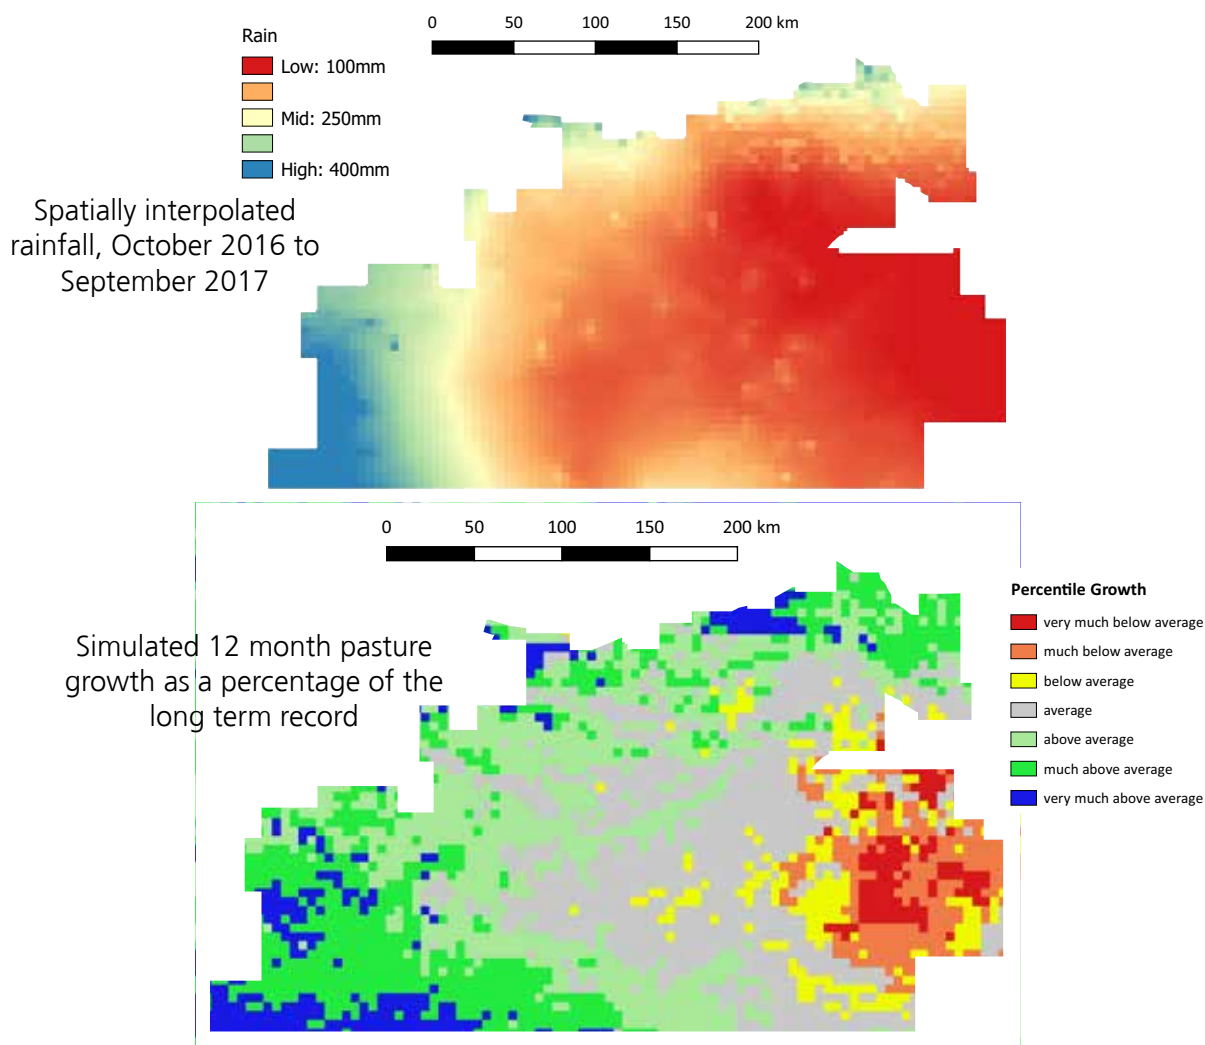 0 50 100 150 200 km
Rain
Low: 100mm
Mid: 250mm
High: 400mm
Spatially interpolated
rainfall, October 2016 to
September 2017
0 50 100 150 200 km
Simulated 12 month pasture
growth as a percentage of the
long term record
Percentile Growth
very much below average
much below average
below average
average
above average
much above average
very much above average